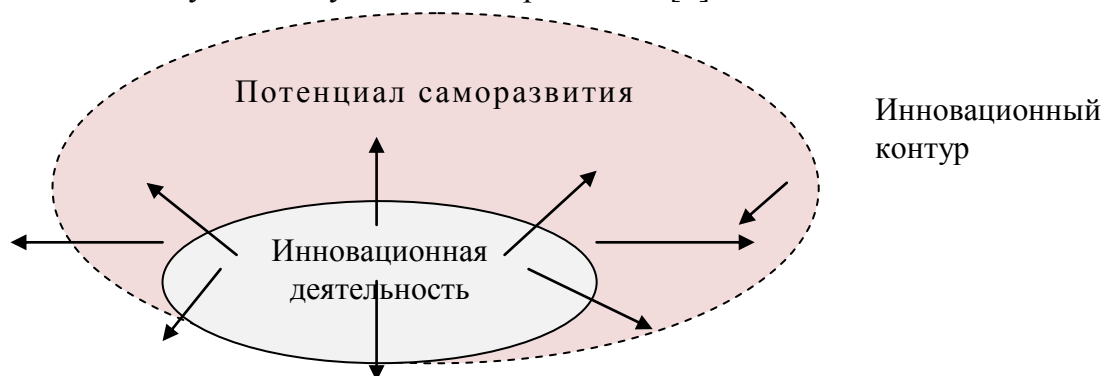 Потенциал саморазвития
Инновационный
контур
Инновационная
деятельность